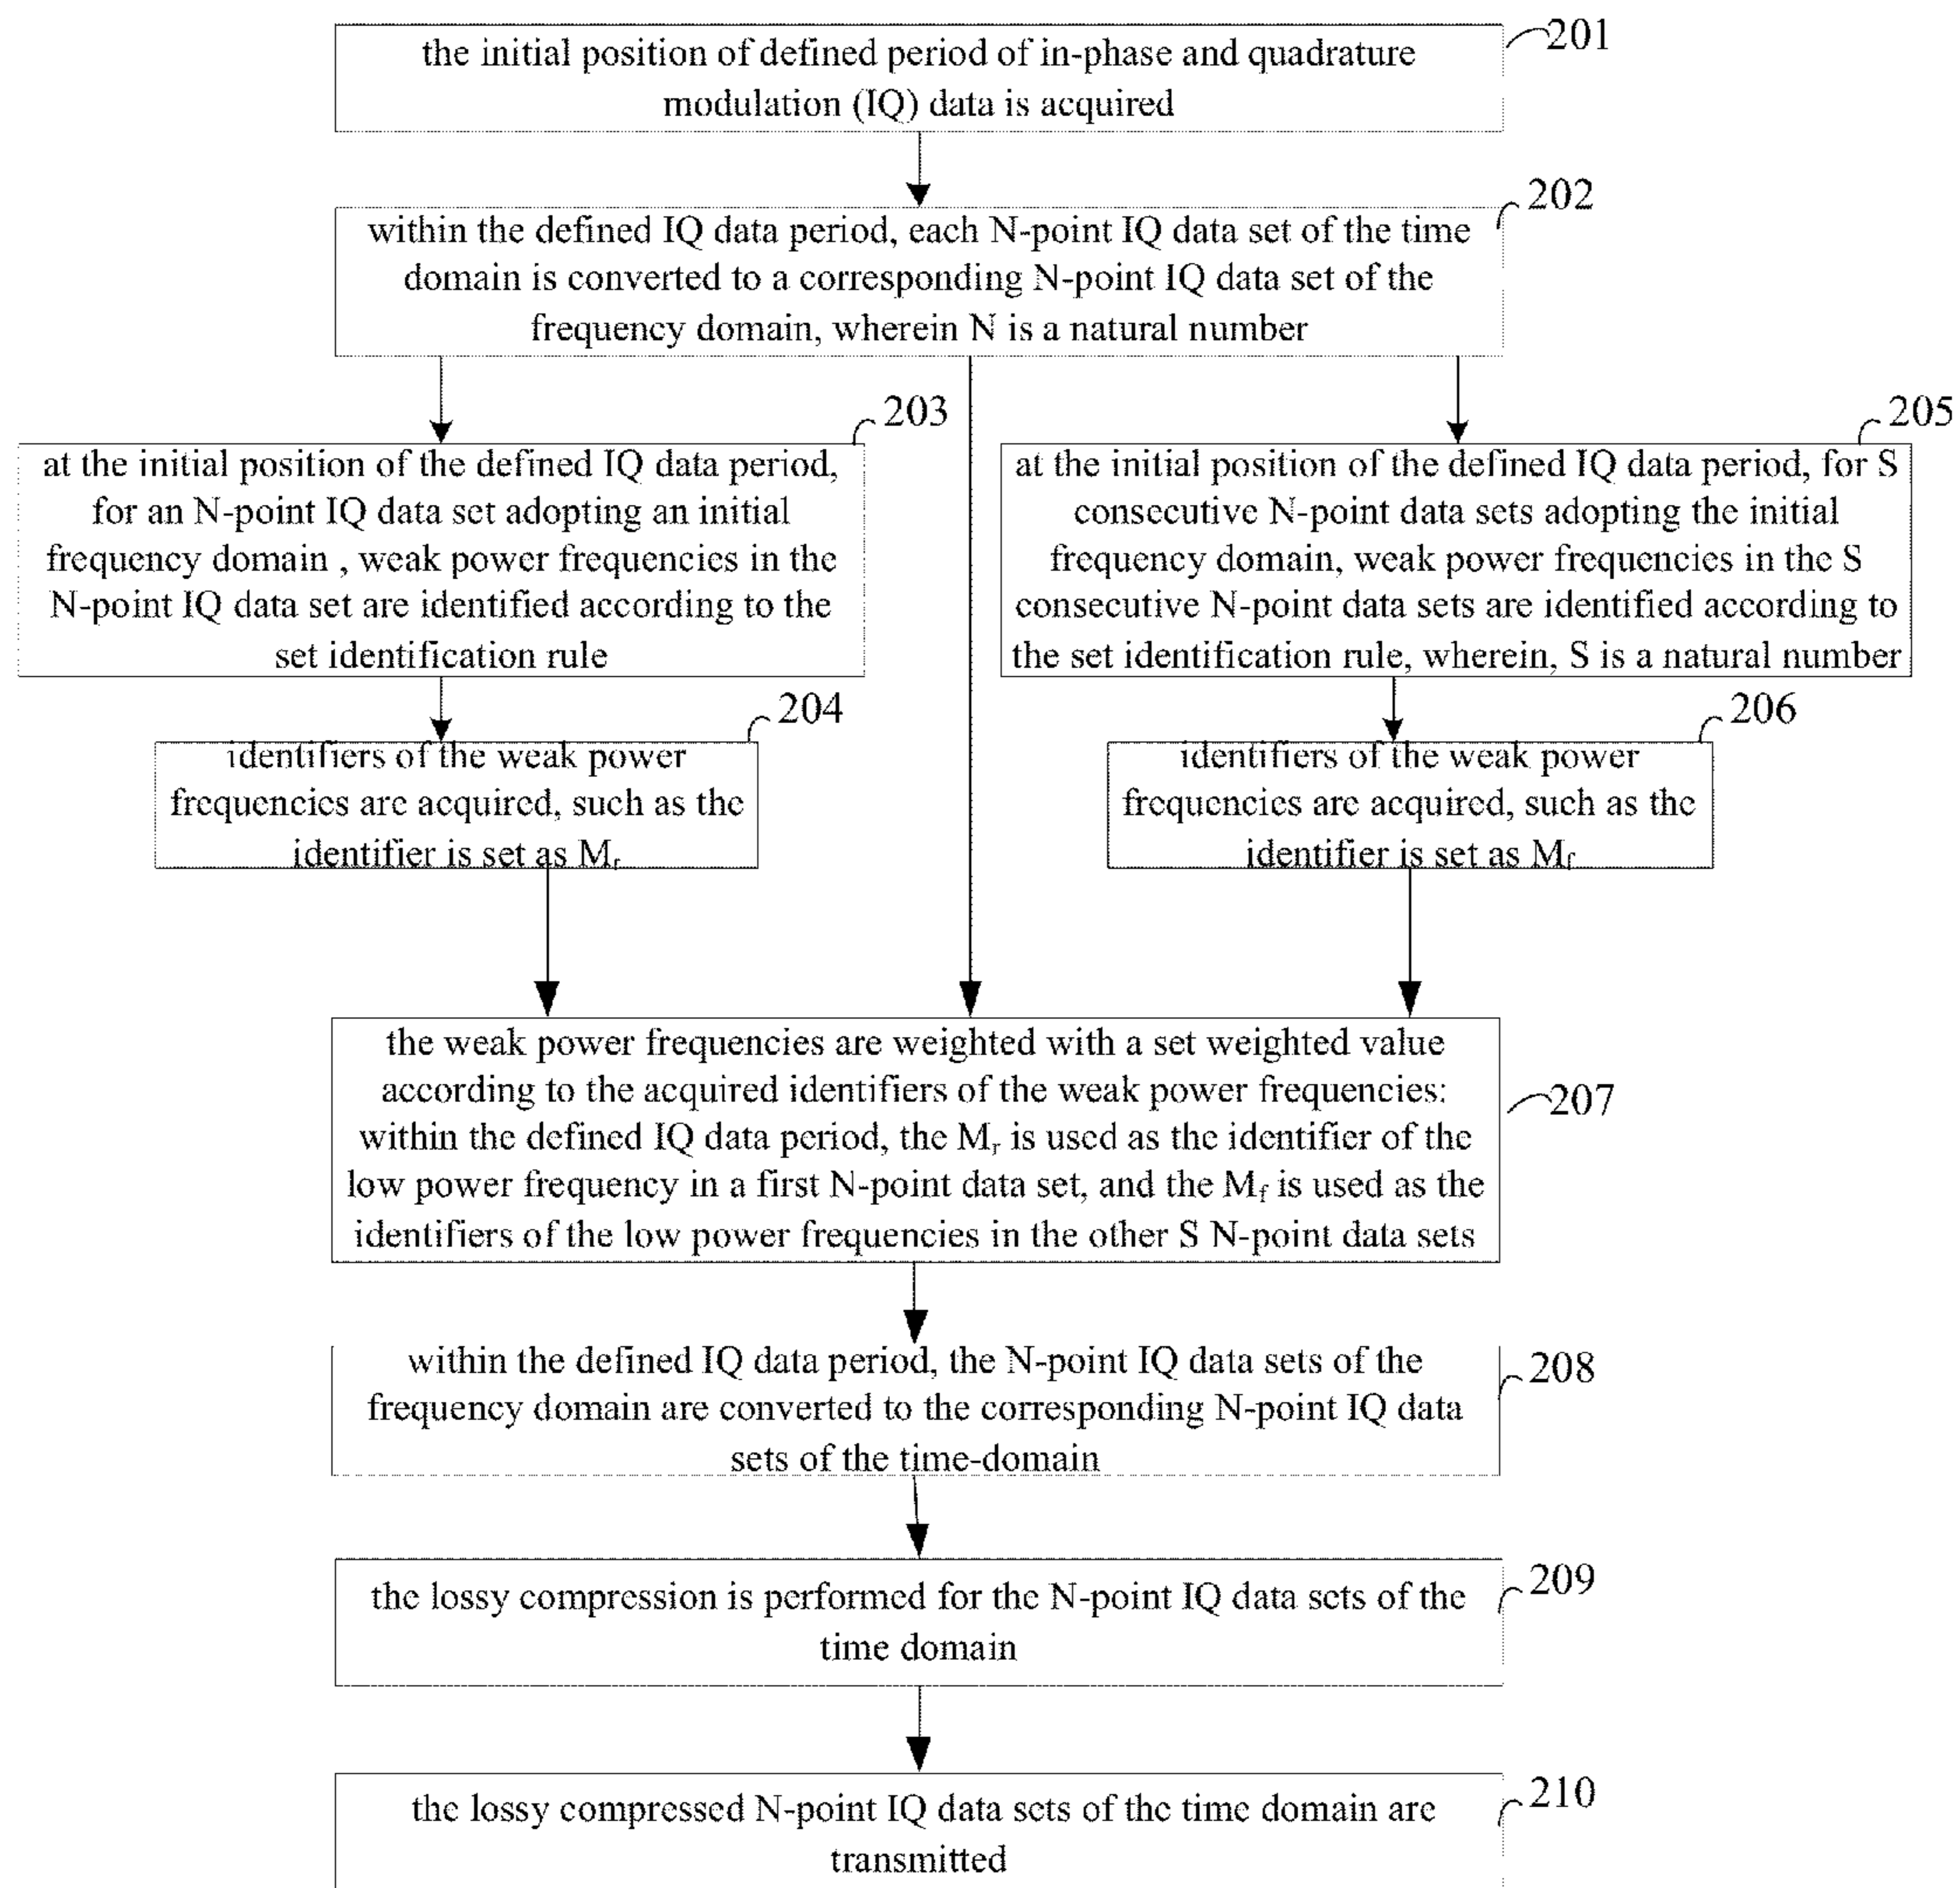 201
the initial position of defined period of in-phase and quadrature
modulation (IQ) data is acquired
202
within the defined IQ data period, each N-point IQ data set of the time
domain is converted to a corresponding N-point IQ data set of the
frequency domain, wherein N is a natural number
203
at the initial position of the defined IQ data period,
for an N-point IQ data set adopting an initial
frequency domain , weak power frequencies in the
N-point IQ data set are identified according to the
set identification rule
205
at the initial position of the defined IQ data period, for S
consecutive N-point data sets adopting the initial
frequency domain, weak power frequencies in the S
consecutive N-point data sets are identified according to
the set identification rule, wherein, S is a natural number
204
identifiers of the weak power
frequencies are acquired, such as the
identifier is set as Mr
206
identifiers of the weak power
frequencies are acquired, such as the
identifier is set as Mf
207
the weak power frequencies are weighted with a set weighted value
according to the acquired identifiers of the weak power frequencies:
within the defined IQ data period, the Mr is used as the identifier of the
low power frequency in a first N-point data set, and the Mf is used as the
identifiers of the low power frequencies in the other S N-point data sets
208
within the defined IQ data period, the N-point IQ data sets of the
frequency domain are converted to the corresponding N-point IQ data
sets of the time-domain
209
the lossy compression is performed for the N-point IQ data sets of the
time domain
210
the lossy compressed N-point IQ data sets of the time domain are
transmitted